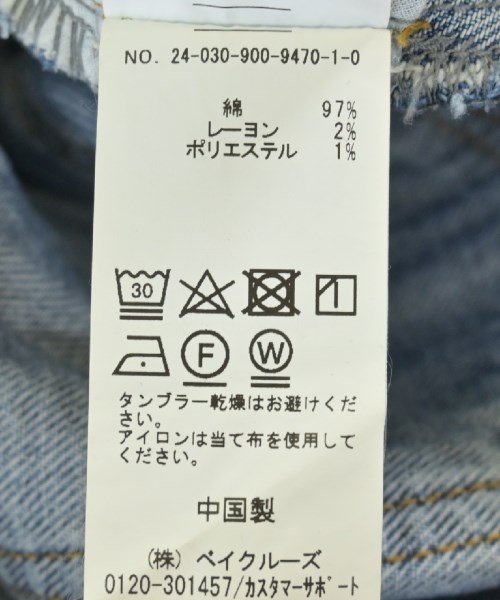 NO. 24-030-900-9470-1-0
綿 97%
レーヨン 2%
ポリエステル 1%
30
F W
タンブラー乾燥はお避けくだ
さい。
アイロンは当て布を使用して
ください。
中国製
(株) ベイクルーズ
0120-301457/カスタマーサポート